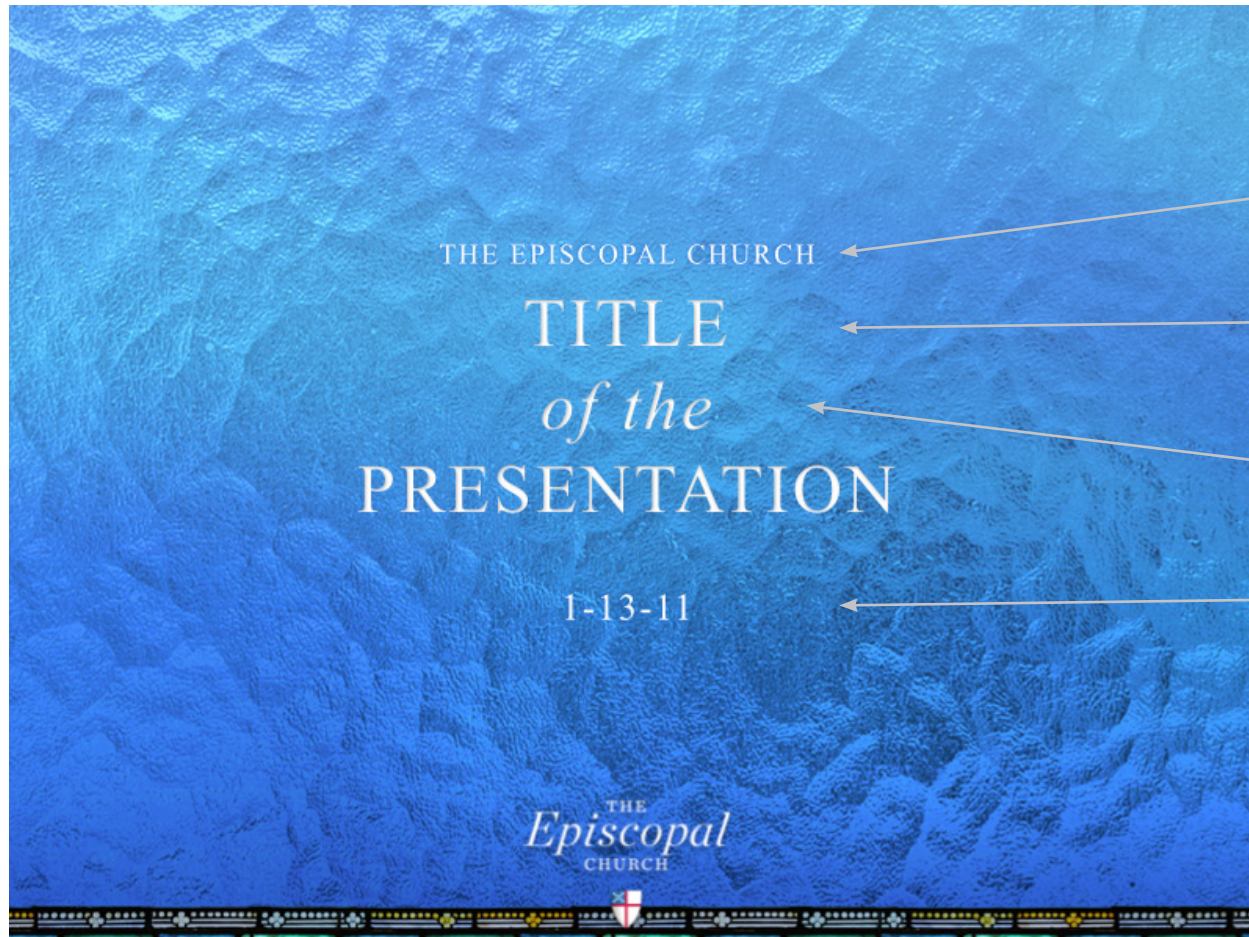 THE EPISCOPAL CHURCH
TITLE
of the
PRESENTATION
1-13-11
THE
Episcopal
CHURCH